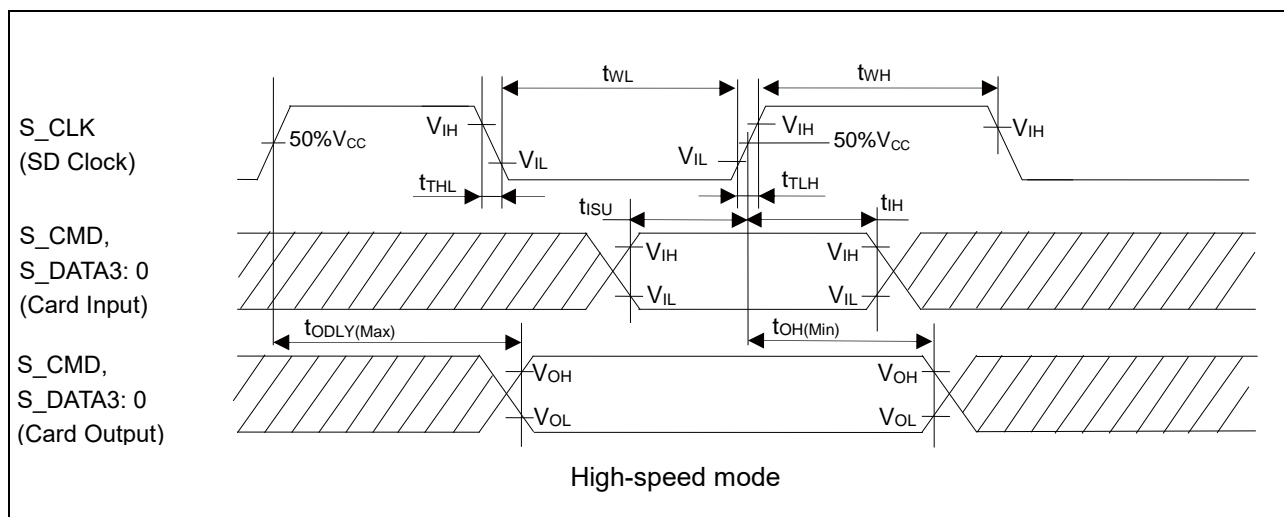 tWL tWH
S_CLK
(SD Clock)
50%VCC
VIH
VIL
VIL
VIH
50%VCC
VIH
tTHL tTLH
tISU tIH
S_CMD,
S_DATA3: 0
(Card Input)
VIH
VIL
VIH
VIL
tODLY(Max) tOH(Min)
S_CMD,
S_DATA3: 0
(Card Output)
VOH
VOL
VOH
VOL
High-speed mode